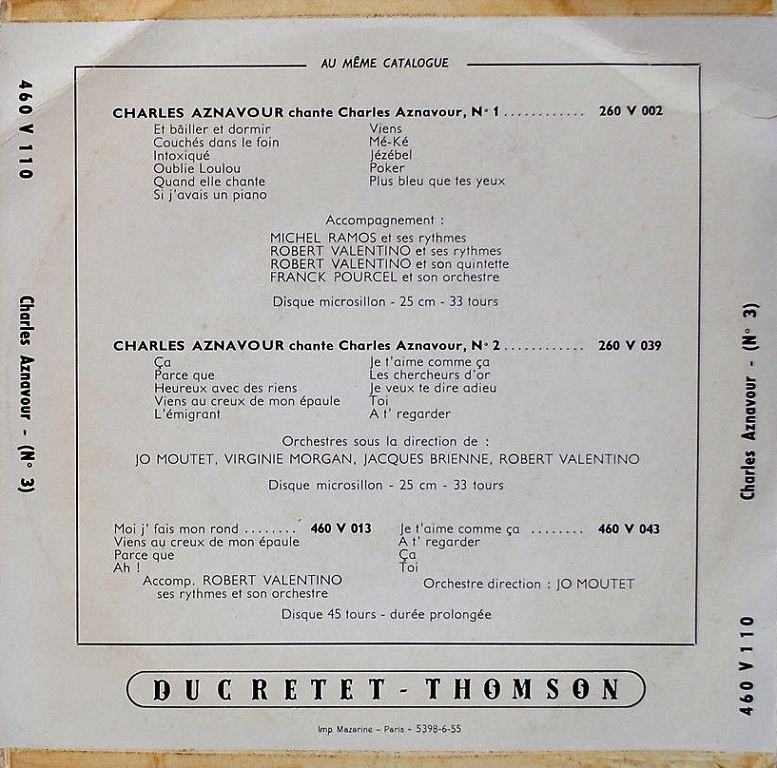 AU MÊME CATALOGUE
CHARLES AZNAVOUR chante Charles Aznavour, N° 1 ............ 260 V 002
Et bâiller et dormir
Couchés dans le foin
Intoxiqué
Oublie Loulou
Quand elle chante
Si j'avais un piano
Viens
Mé-Ké
Jézébel
Poker
Plus bleu que tes yeux
Accompagnement :
MICHEL RAMOS et ses rythmes
ROBERT VALENTINO et ses rythmes
ROBERT VALENTINO et son quintette
FRANCK POURCEL et son orchestre
Disque microsillon - 25 cm - 33 tours
CHARLES AZNAVOUR chante Charles Aznavour, N° 2 ............ 260 V 039
Ça
Parce que
Heureux avec des riens
Viens au creux de mon épaule
L'émigrant
Je t'aime comme ça
Les chercheurs d'or
Je veux te dire adieu
Toi
A t' regarder
Orchestres sous la direction de :
JO MOUTET, VIRGINIE MORGAN, JACQUES BRIENNE, ROBERT VALENTINO
Disque microsillon - 25 cm - 33 tours
Moi j' fais mon rond ........ 460 V 013
Viens au creux de mon épaule
Parce que
Ah !
Accomp. ROBERT VALENTINO
ses rythmes et son orchestre
Je t'aime comme ça ........ 460 V 043
A t' regarder
Ça
Toi
Orchestre direction : JO MOUTET
Disque 45 tours - durée prolongée
DUCRETET - THOMSON
Imp. Mazarine - Paris - 5398-6-55
460 V 110
Charles Aznavour - (N° 3)
Charles Aznavour - (N° 3)
460 V 110